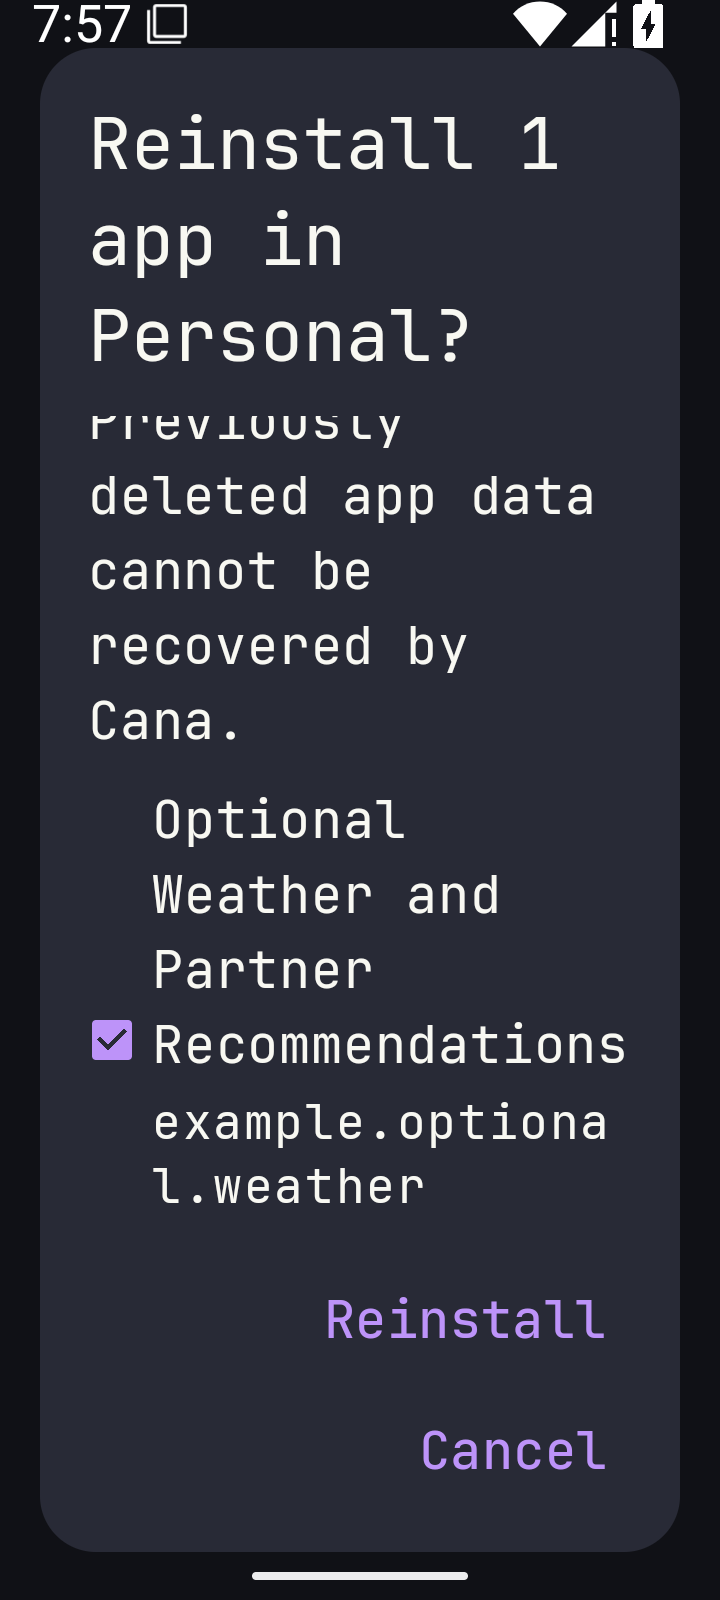 7:57
Reinstall 1
app in
Personal?
Previously
deleted app data
cannot be
recovered by
Cana.
Optional
Weather and
Partner
Recommendations
example.optiona
l.weather
Reinstall
Cancel